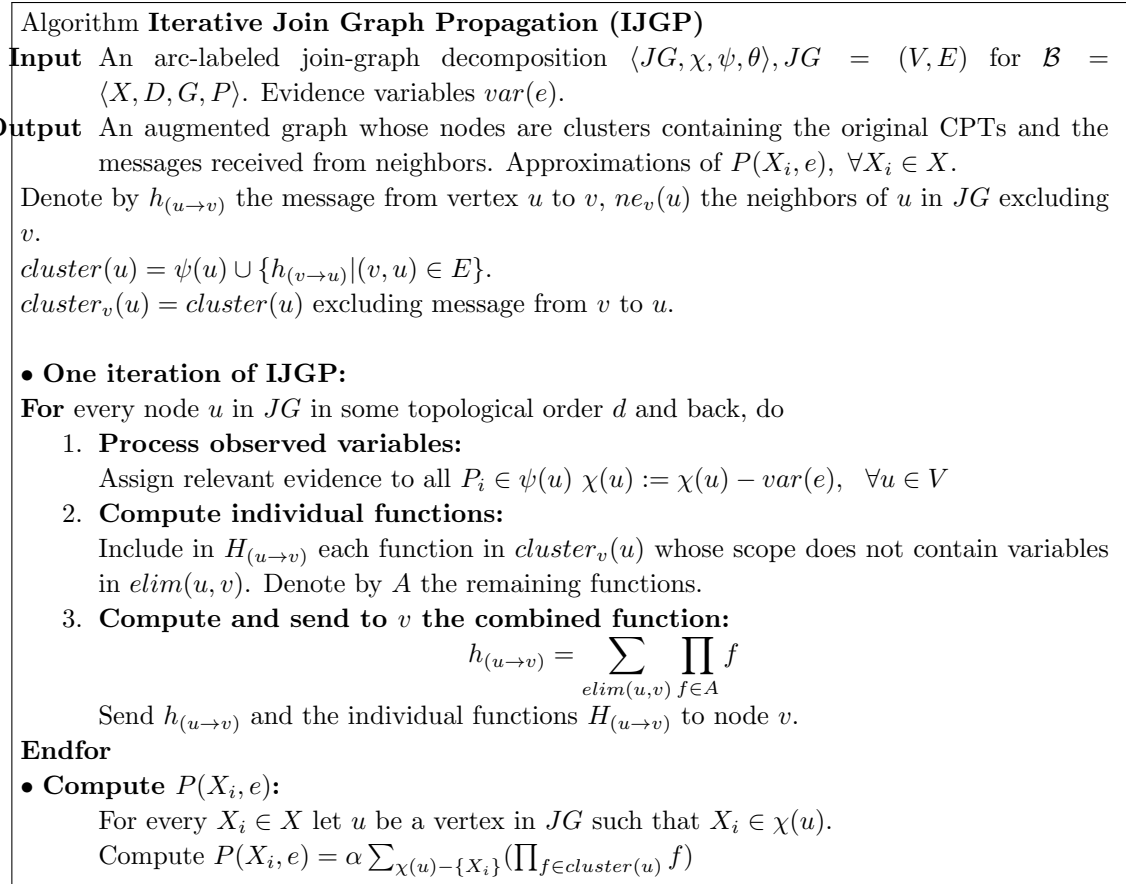 Algorithm Iterative Join Graph Propagation (IJGP)
Input An arc-labeled join-graph decomposition ⟨JG, χ, ψ, θ⟩, JG = (V, E) for ℬ =
⟨X, D, G, P⟩. Evidence variables var(e).
Output An augmented graph whose nodes are clusters containing the original CPTs and the
messages received from neighbors. Approximations of P(X_i, e), ∀X_i ∈ X.
Denote by h_{(u→v)} the message from vertex u to v, ne_v(u) the neighbors of u in JG excluding
v.
cluster(u) = ψ(u) ∪ {h_{(v→u)}|(v, u) ∈ E}.
cluster_v(u) = cluster(u) excluding message from v to u.
• One iteration of IJGP:
For every node u in JG in some topological order d and back, do
1. Process observed variables:
Assign relevant evidence to all P_i ∈ ψ(u) χ(u) := χ(u) − var(e), ∀u ∈ V
2. Compute individual functions:
Include in H_{(u→v)} each function in cluster_v(u) whose scope does not contain variables
in elim(u, v). Denote by A the remaining functions.
3. Compute and send to v the combined function:
h_{(u→v)} = ∑_{elim(u,v)} ∏_{f∈A} f
Send h_{(u→v)} and the individual functions H_{(u→v)} to node v.
Endfor
• Compute P(X_i, e):
For every X_i ∈ X let u be a vertex in JG such that X_i ∈ χ(u).
Compute P(X_i, e) = α ∑_{χ(u)−{X_i}}(∏_{f∈cluster(u)} f)